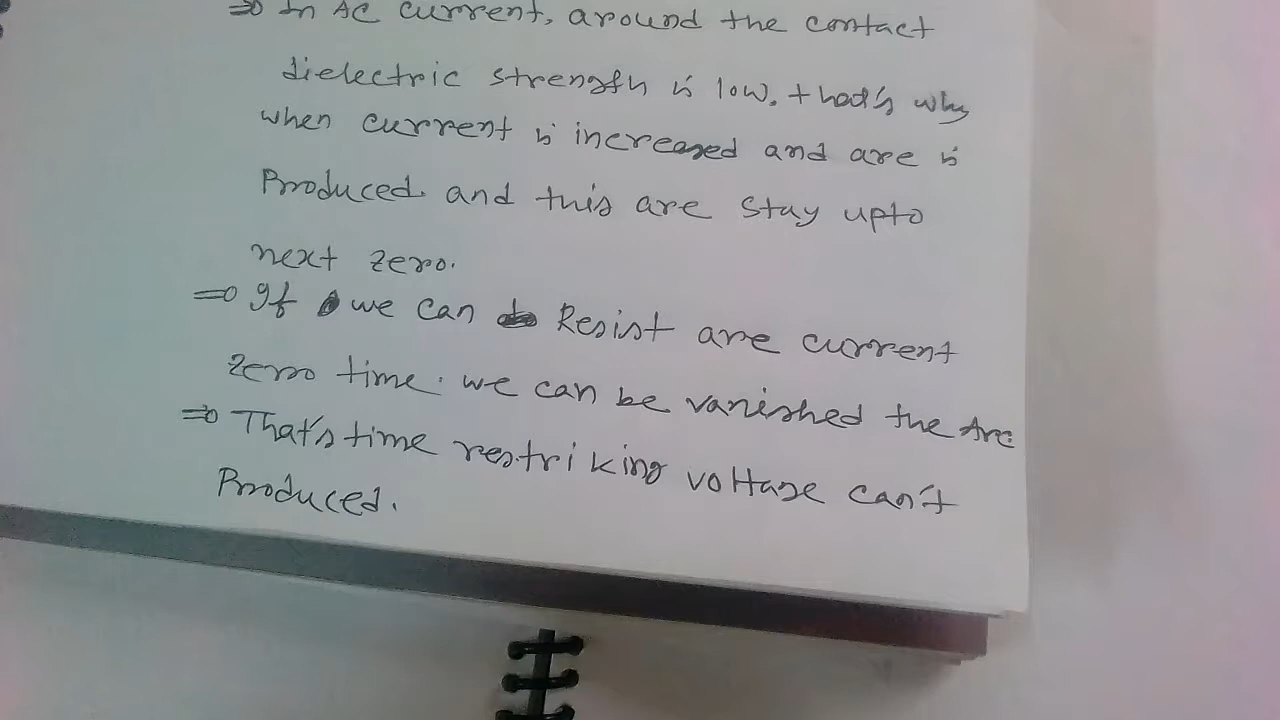 ⇒ In AC current, around the contact
dielectric strength is low. that's why
when current is increased and arc is
Produced. and this arc stay upto
next zero.
⇒ If we can Resist arc current
zero time. we can be vanished the Arc
⇒ That's time restriking voltage can't
Produced.